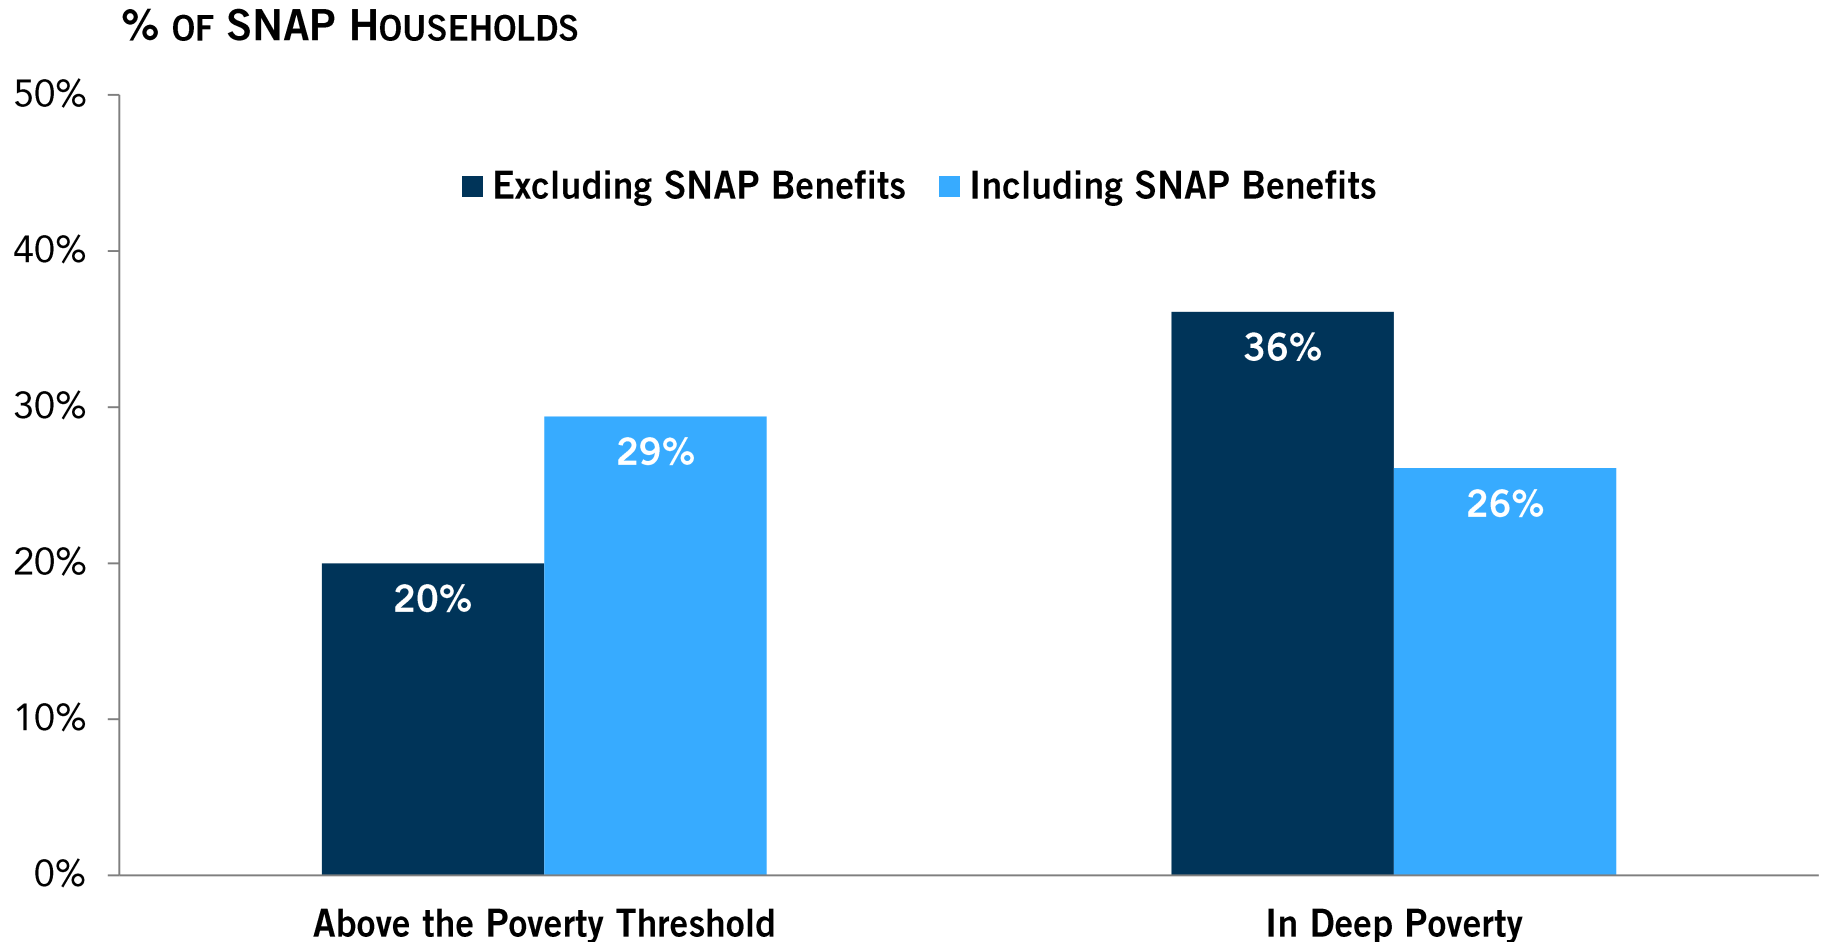 % OF SNAP HOUSEHOLDS
50%
40%
30%
20%
10%
0%
Excluding SNAP Benefits Including SNAP Benefits
20%
29%
36%
26%
Above the Poverty Threshold
In Deep Poverty